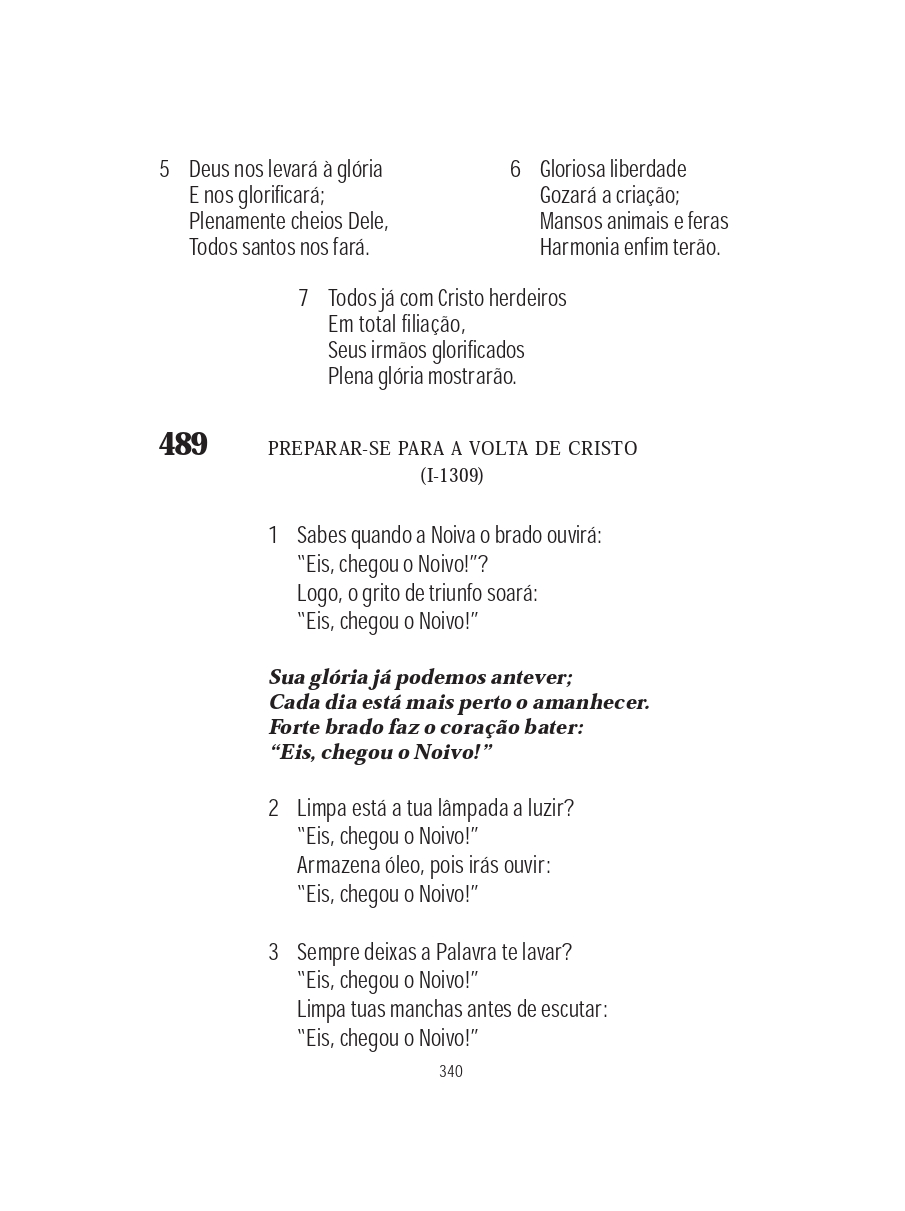 5 Deus nos levará à glória
E nos glorificará;
Plenamente cheios Dele,
Todos santos nos fará.
6 Gloriosa liberdade
Gozará a criação;
Mansos animais e feras
Harmonia enfim terão.
7 Todos já com Cristo herdeiros
Em total filiação,
Seus irmãos glorificados
Plena glória mostrarão.
489 PREPARAR-SE PARA A VOLTA DE CRISTO
(I-1309)
1 Sabes quando a Noiva o brado ouvirá:
“Eis, chegou o Noivo!”?
Logo, o grito de triunfo soará:
“Eis, chegou o Noivo!”
Sua glória já podemos antever;
Cada dia está mais perto o amanhecer.
Forte brado faz o coração bater:
“Eis, chegou o Noivo!”
2 Limpa está a tua lâmpada a luzir?
“Eis, chegou o Noivo!”
Armazena óleo, pois irás ouvir:
“Eis, chegou o Noivo!”
3 Sempre deixas a Palavra te lavar?
“Eis, chegou o Noivo!”
Limpa tuas manchas antes de escutar:
“Eis, chegou o Noivo!”
340